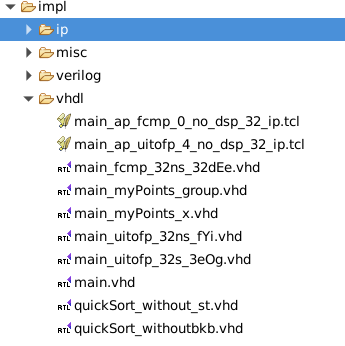 impl
ip
misc
verilog
vhdl
main_ap_fcmp_0_no_dsp_32_ip.tcl
main_ap_uitofp_4_no_dsp_32_ip.tcl
RTL main_fcmp_32ns_32dEe.vhd
RTL main_myPoints_group.vhd
RTL main_myPoints_x.vhd
RTL main_uitofp_32ns_fYi.vhd
RTL main_uitofp_32s_3eOg.vhd
RTL main.vhd
RTL quickSort_without_st.vhd
RTL quickSort_withoutbkb.vhd